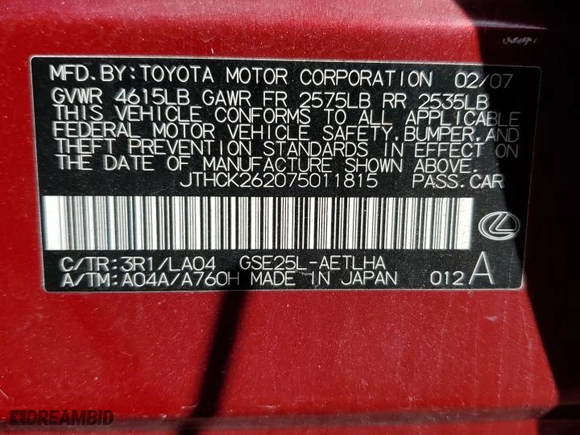 MFD.BY:TOYOTA MOTOR CORPORATION 02/07
GVWR 4615LB GAWR FR 2575LB RR 2535LB
THIS VEHICLE CONFORMS TO ALL APPLICABLE
FEDERAL MOTOR VEHICLE SAFETY,BUMPER,AND
THEFT PREVENTION STANDARDS IN EFFECT ON
THE DATE OF MANUFACTURE SHOWN ABOVE.
JTHCK262075011815 PASS.CAR
C/TR:3R1/LA04 GSE25L-AETLHA
A/TM:A04A/A760H MADE IN JAPAN 012 A
DREAMBID